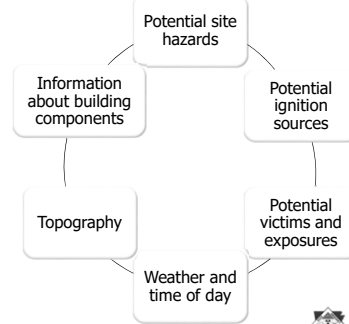 Potential site
hazards
Potential
ignition
sources
Potential
victims and
exposures
Weather and
time of day
Topography
Information
about building
components